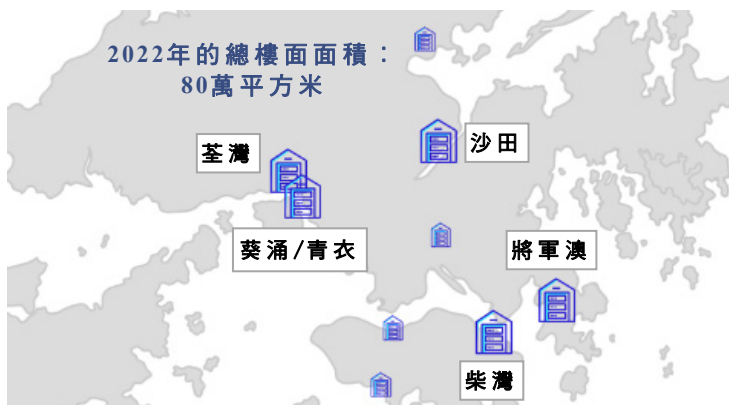 2022年的總樓面面積：
80萬平方米
荃灣
沙田
葵涌/青衣
將軍澳
柴灣